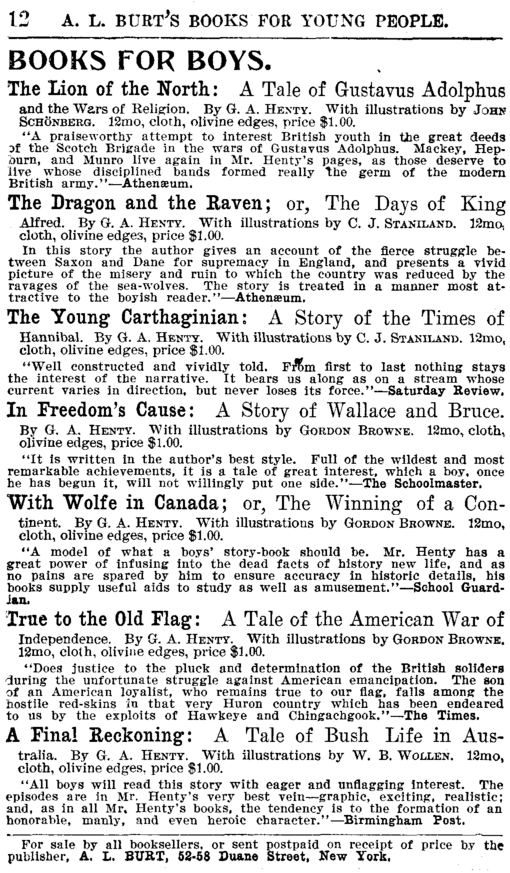 12 A. L. BURT'S BOOKS FOR YOUNG PEOPLE.
BOOKS FOR BOYS.
The Lion of the North: A Tale of Gustavus Adolphus
and the Wars of Religion. By G. A. HENTY. With illustrations by JOHN
SCHÖNBERG. 12mo, cloth, olivine edges, price $1.00.
"A praiseworthy attempt to interest British youth in the great deeds
of the Scotch Brigade in the wars of Gustavus Adolphus. Mackey, Hep-
burn, and Munro live again in Mr. Henty's pages, as those deserve to
live whose disciplined bands formed really the germ of the modern
British army."—Athenæum.
The Dragon and the Raven; or, The Days of King
Alfred. By G. A. HENTY. With illustrations by C. J. STANILAND. 12mo,
cloth, olivine edges, price $1.00.
In this story the author gives an account of the fierce struggle be-
tween Saxon and Dane for supremacy in England, and presents a vivid
picture of the misery and ruin to which the country was reduced by the
ravages of the sea-wolves. The story is treated in a manner most at-
tractive to the boyish reader."—Athenæum.
The Young Carthaginian: A Story of the Times of
Hannibal. By G. A. HENTY. With illustrations by C. J. STANILAND. 12mo,
cloth, olivine edges, price $1.00.
"Well constructed and vividly told. From first to last nothing stays
the interest of the narrative. It bears us along as on a stream whose
current varies in direction, but never loses its force."—Saturday Review.
In Freedom's Cause: A Story of Wallace and Bruce.
By G. A. HENTY. With illustrations by GORDON BROWNE. 12mo, cloth,
olivine edges, price $1.00.
"It is written in the author's best style. Full of the wildest and most
remarkable achievements, it is a tale of great interest, which a boy, once
he has begun it, will not willingly put one side."—The Schoolmaster.
With Wolfe in Canada; or, The Winning of a Con-
tinent. By G. A. HENTY. With illustrations by GORDON BROWNE. 12mo,
cloth, olivine edges, price $1.00.
"A model of what a boys' story-book should be. Mr. Henty has a
great power of infusing into the dead facts of history new life, and as
no pains are spared by him to ensure accuracy in historic details, his
books supply useful aids to study as well as amusement."—School Guard-
ian.
True to the Old Flag: A Tale of the American War of
Independence. By G. A. HENTY. With illustrations by GORDON BROWNE.
12mo, cloth, olivine edges, price $1.00.
"Does justice to the pluck and determination of the British soliders
during the unfortunate struggle against American emancipation. The son
of an American loyalist, who remains true to our flag, falls among the
hostile red-skins in that very Huron country which has been endeared
to us by the exploits of Hawkeye and Chingachgook."—The Times.
A Final Reckoning: A Tale of Bush Life in Aus-
tralia. By G. A. HENTY. With illustrations by W. B. WOLLEN. 12mo,
cloth, olivine edges, price $1.00.
"All boys will read this story with eager and unflagging interest. The
episodes are in Mr. Henty's very best vein—graphic, exciting, realistic;
and, as in all Mr. Henty's books, the tendency is to the formation of an
honorable, manly, and even heroic character."—Birmingham Post.
For sale by all booksellers, or sent postpaid on receipt of price by the
publisher, A. L. BURT, 52-58 Duane Street, New York.